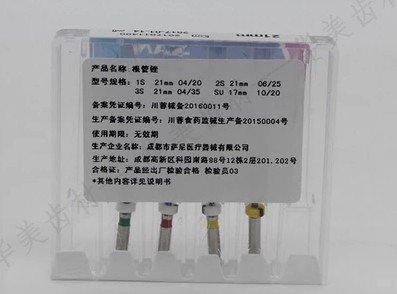 21mm
产品名称:根管锉
型号规格: 1S 21mm 04/20 2S 21mm 06/25
3S 21mm 04/35 SU 17mm 10/20
备案凭证编号: 川蓉械备20160011号
生产备案凭证编号: 川蓉食药监械生产备20150004号
使用期限: 无效期
生产企业名称: 成都市萨尼医疗器械有限公司
生产地址: 成都高新区科园南路88号12栋2层201.202号
合格证: 产品经出厂检验合格 检验员03
*其他内容详见说明书